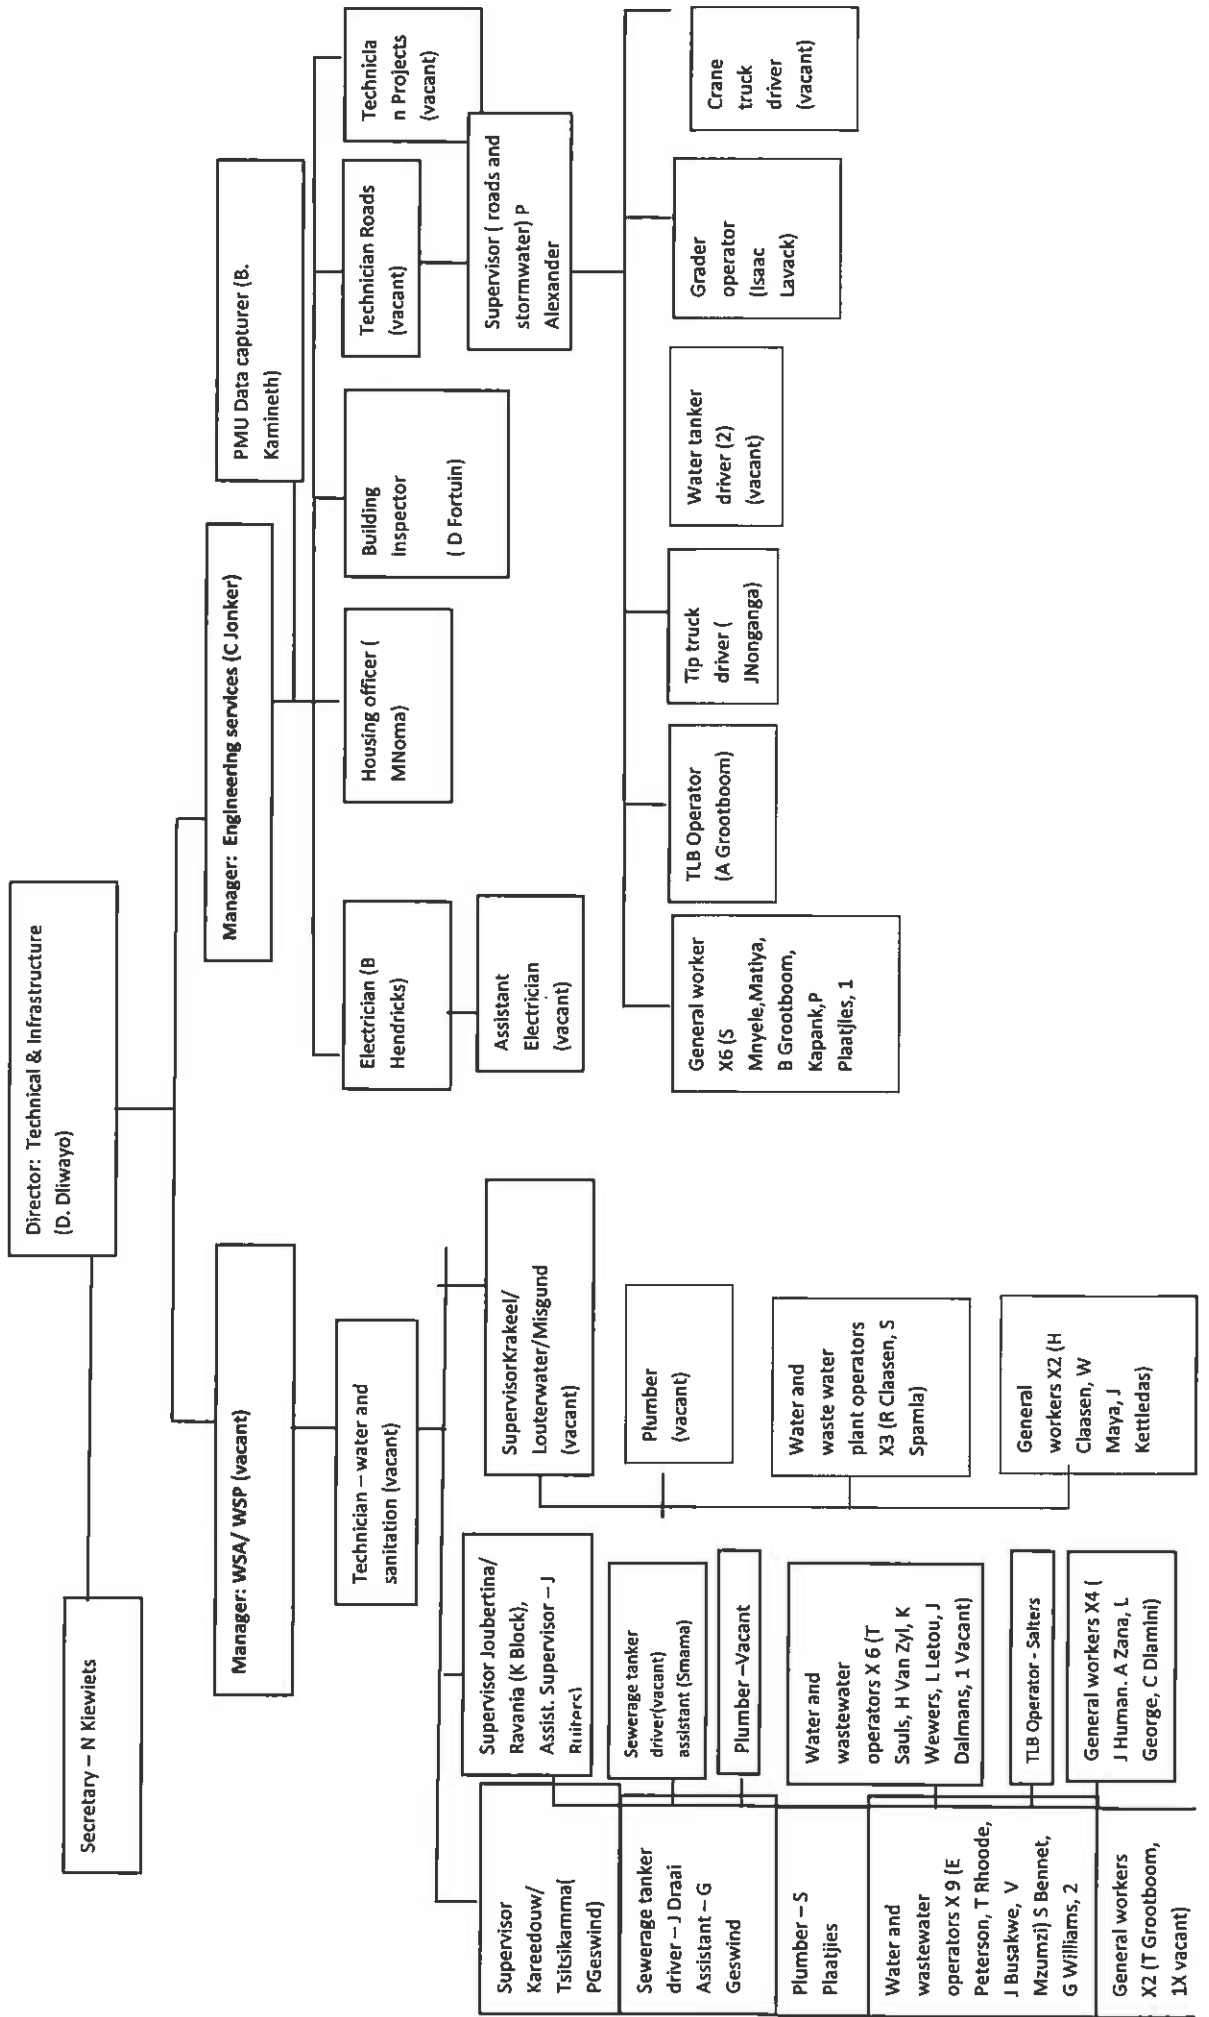 Director: Technical & Infrastructure
(D. Dliwayo)
Secretary – N Kiewiets
Manager: WSA/ WSP (vacant)
Manager: Engineering services (C Jonker)
PMU Data capturer (B.
Kamineth)
Technician – water and
sanitation (vacant)
Electrician (B
Hendricks)
Housing officer (
MNoma)
Building
inspector
( D Fortuin)
Technician Roads
(vacant)
Technicia
n Projects
(vacant)
Assistant
Electrician
(vacant)
Supervisor ( roads and
stormwater) P
Alexander
Supervisor
Kareedouw/
Tsitsikamma(
PGeswind)
Supervisor Joubertina/
Ravania (K Block),
Assist. Supervisor – J
Ruiters)
SupervisorKrakeel/
Louterwater/Misgund
(vacant)
Sewerage tanker
driver – J Draai
Assistant – G
Geswind
Plumber – S
Plaatjies
Water and
wastewater
operators X 9 (E
Peterson, T Rhoode,
J Busakwe, V
Mzumzi) S Bennet,
G Williams, 2
General workers
X2 (T Grootboom,
1X vacant)
Sewerage tanker
driver(vacant)
assistant (Smama)
Plumber –Vacant
Water and
wastewater
operators X 6 (T
Sauls, H Van Zyl, K
Wewers, L Letou, J
Dalmans, 1 Vacant)
TLB Operator - Salters
General workers X4 (
J Human. A Zana, L
George, C Dlamini)
Plumber
(vacant)
Water and
waste water
plant operators
X3 (R Claasen, S
Spamla)
General
workers X2 (H
Claasen, W
Maya, J
Kettledas)
General worker
X6 (S
Mnyele,Matiya,
B Grootboom,
Kapank,P
Plaatjies, 1
TLB Operator
(A Grootboom)
Tip truck
driver (
JNonganga)
Water tanker
driver (2)
(vacant)
Grader
operator
(Isaac
Lavack)
Crane
truck
driver
(vacant)